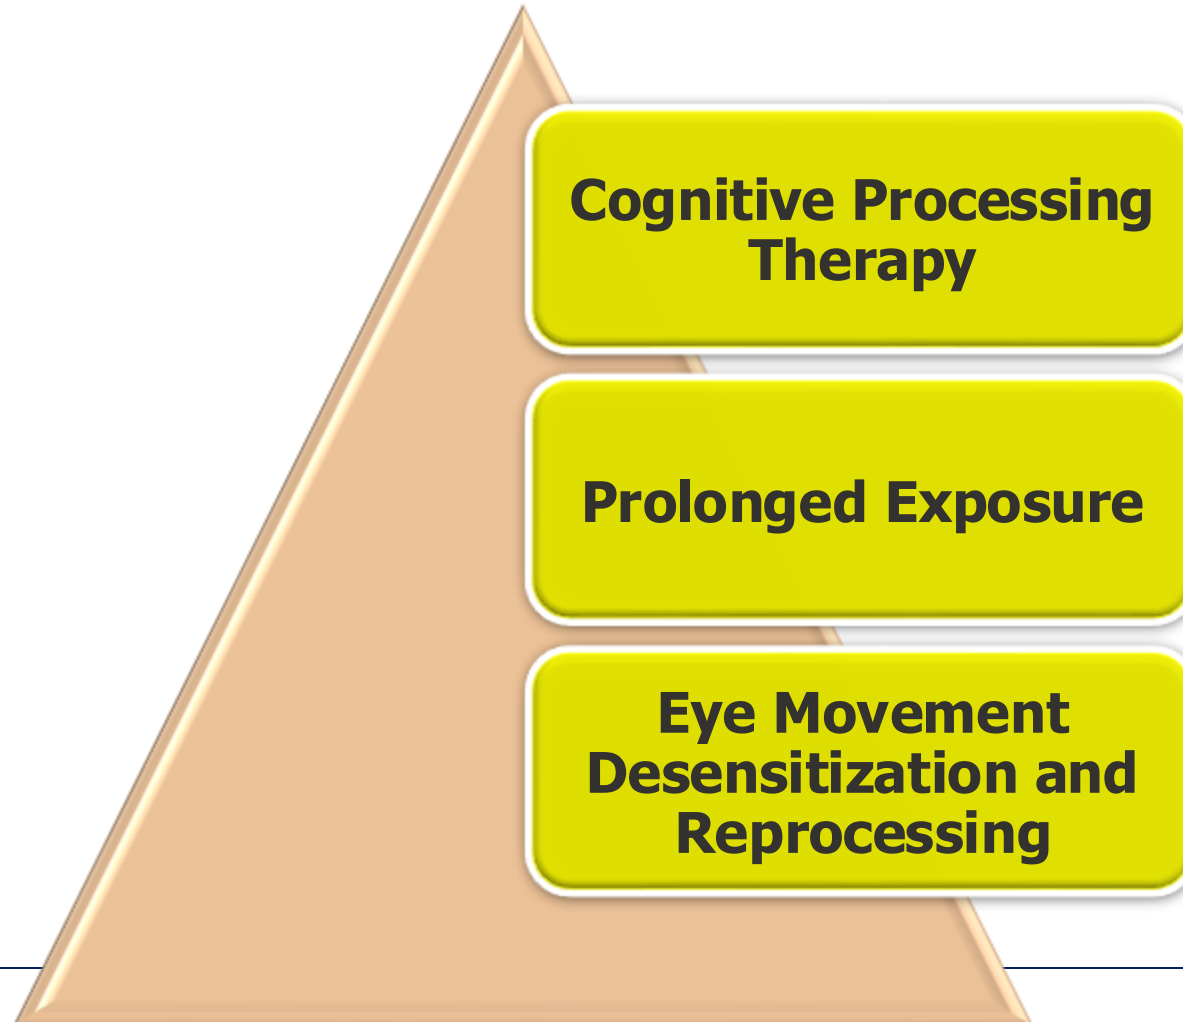 Cognitive Processing
Therapy
Prolonged Exposure
Eye Movement
Desensitization and
Reprocessing